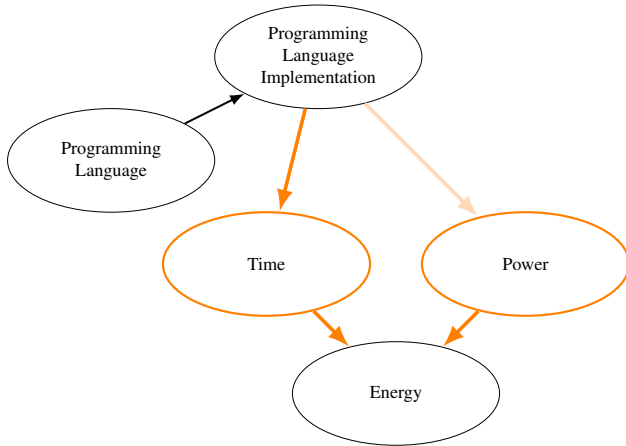 Programming
Language
Implementation
Programming
Language
Time
Power
Energy